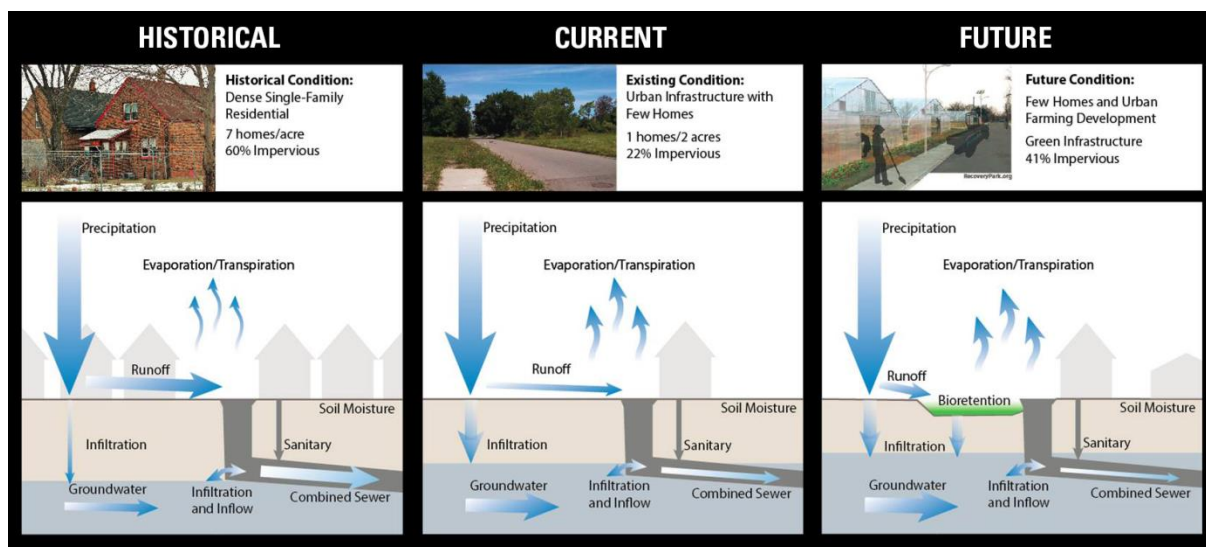 HISTORICAL
Historical Condition:
Dense Single-Family
Residential
7 homes/acre
60% Impervious
Precipitation
Evaporation/Transpiration
Runoff
Soil Moisture
Infiltration
Sanitary
Groundwater
Infiltration
and Inflow
Combined Sewer
CURRENT
Existing Condition:
Urban Infrastructure with
Few Homes
1 homes/2 acres
22% Impervious
Precipitation
Evaporation/Transpiration
Runoff
Soil Moisture
Infiltration
Sanitary
Groundwater
Infiltration
and Inflow
Combined Sewer
FUTURE
Future Condition:
Few Homes and Urban
Farming Development
Green Infrastructure
41% Impervious
RecoveryPark.org
Precipitation
Evaporation/Transpiration
Runoff
Bioretention
Soil Moisture
Infiltration
Sanitary
Groundwater
Infiltration
and Inflow
Combined Sewer